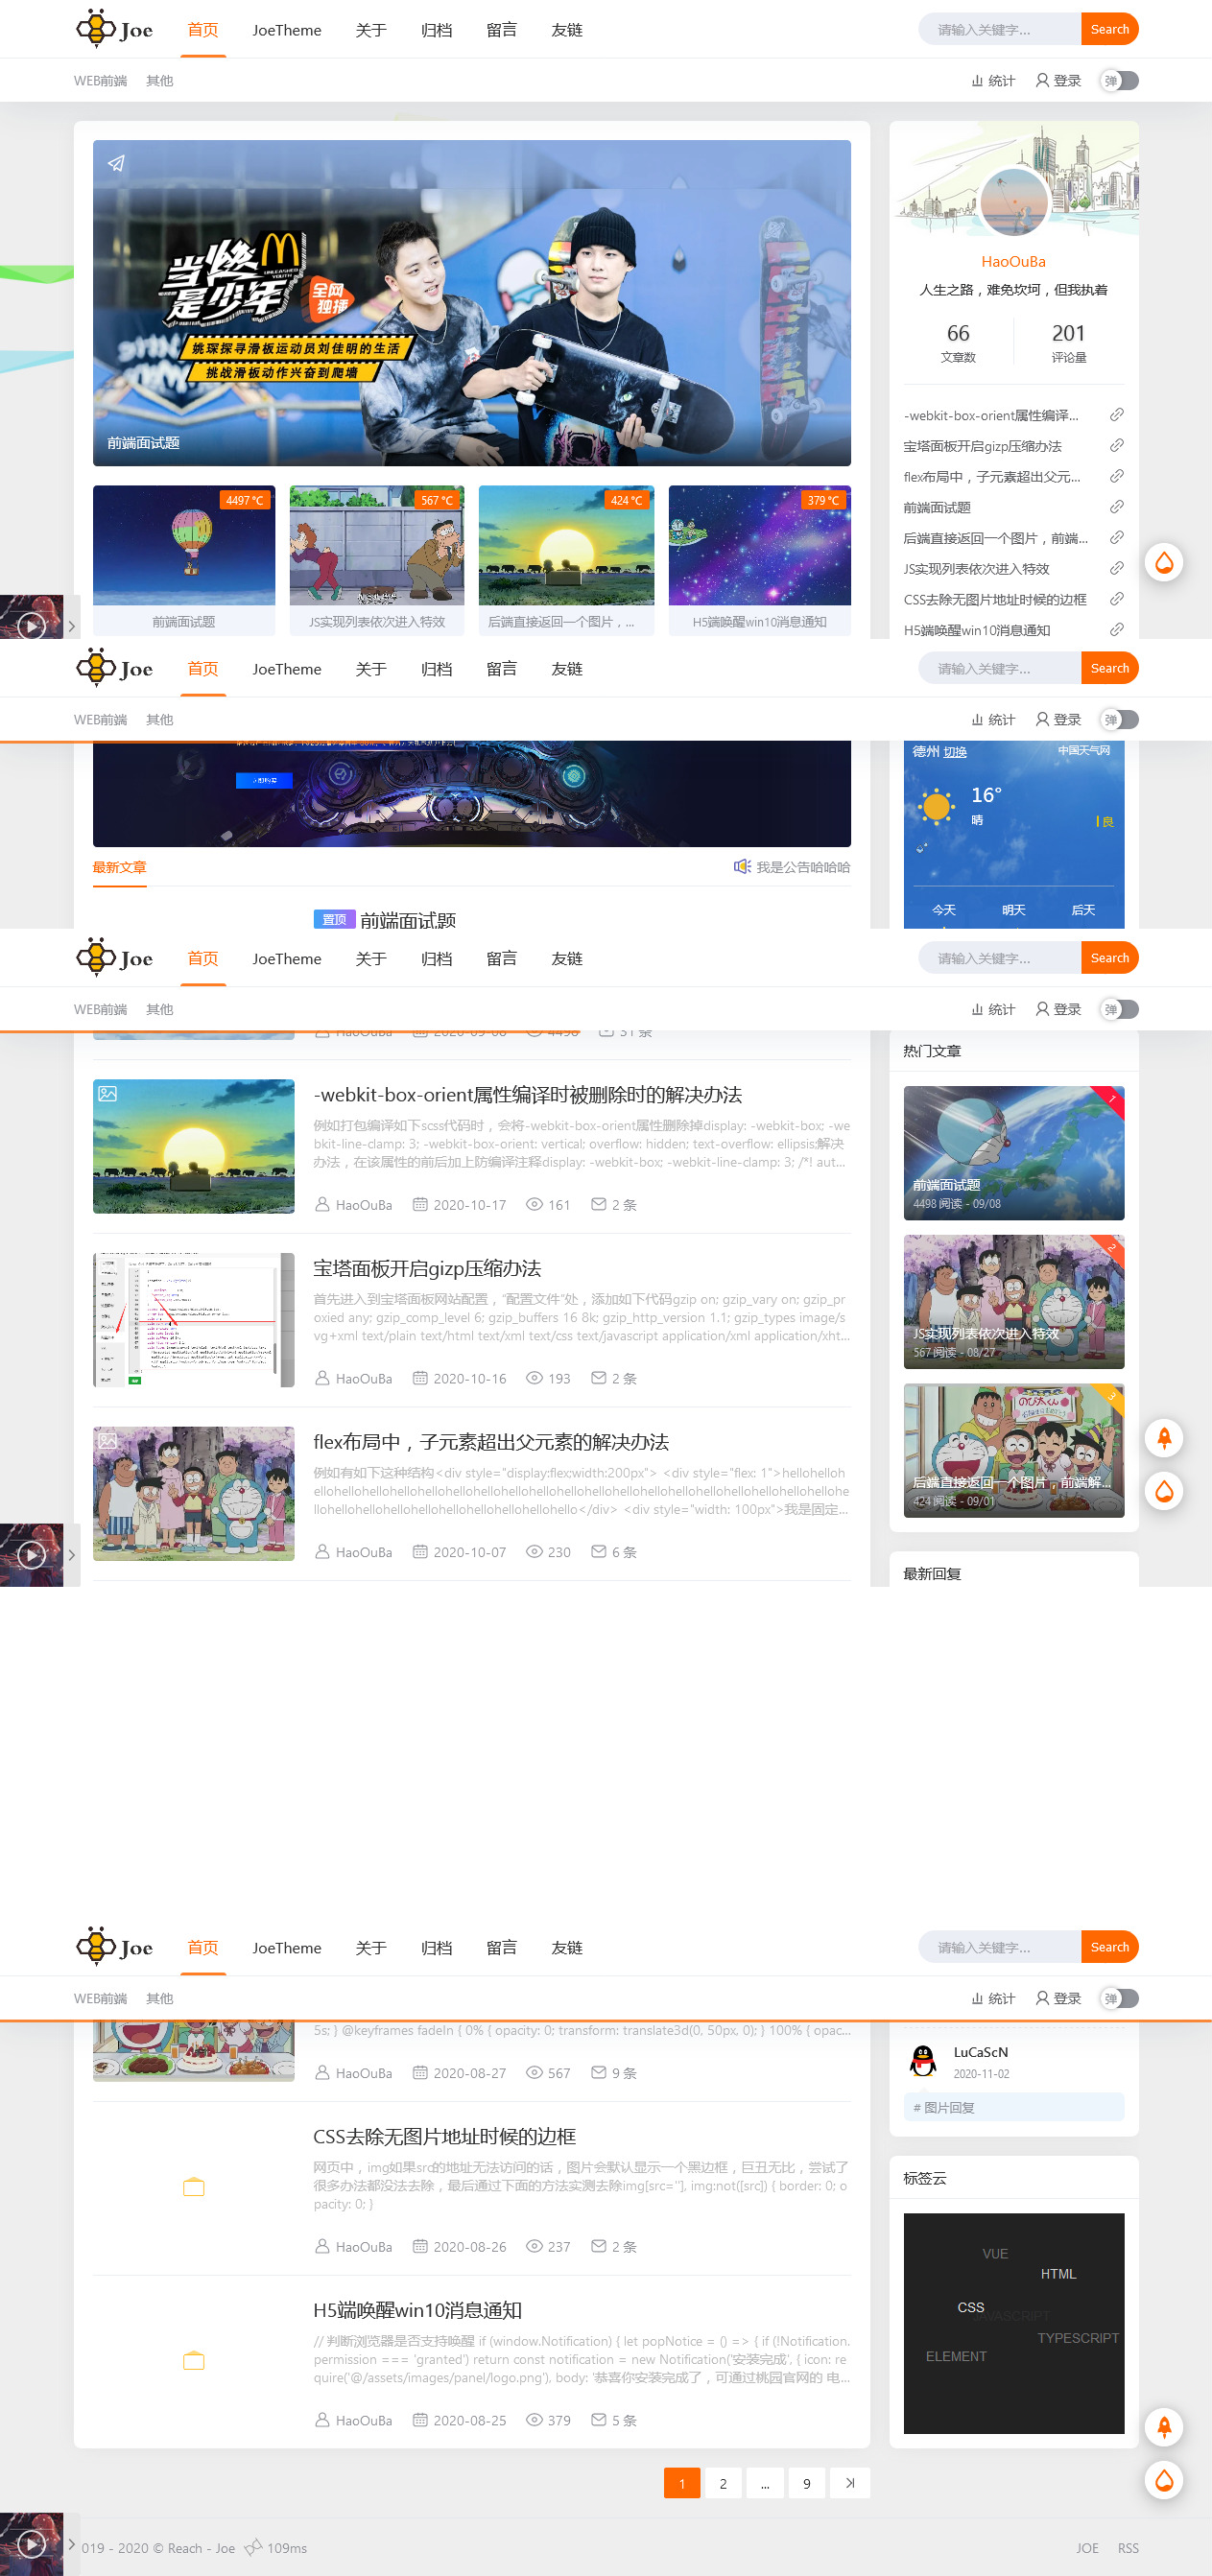 Joe 首页 JoeTheme 关于 归档 留言 友链 请输入关键字... Search
WEB前端 其他 统计 登录 弹
当燃是少年 UNLEASHED YOUTH 全网独播
姚琛探寻滑板运动员刘佳明的生活
挑战滑板动作兴奋到爬墙
前端面试题
4497 ℃
前端面试题
567 ℃
JS实现列表依次进入特效
424 ℃
后端直接返回一个图片，...
379 ℃
H5端唤醒win10消息通知
HaoOuBa
人生之路，难免坎坷，但我执着
66 201
文章数 评论量
-webkit-box-orient属性编译...
宝塔面板开启gizp压缩办法
flex布局中，子元素超出父元...
前端面试题
后端直接返回一个图片，前端...
JS实现列表依次进入特效
CSS去除无图片地址时候的边框
H5端唤醒win10消息通知
Joe 首页 JoeTheme 关于 归档 留言 友链 请输入关键字... Search
WEB前端 其他 统计 登录 弹
最新文章 我是公告哈哈哈
置顶 前端面试题
德州 切换 中国天气网
16°
晴 良
今天 明天 后天
Joe 首页 JoeTheme 关于 归档 留言 友链 请输入关键字... Search
WEB前端 其他 统计 登录 弹
HaoOuBa 2020-09-08 4498 31 条
-webkit-box-orient属性编译时被删除时的解决办法
例如打包编译如下scss代码时，会将-webkit-box-orient属性删除掉display: -webkit-box; -we
bkit-line-clamp: 3; -webkit-box-orient: vertical; overflow: hidden; text-overflow: ellipsis;解决
办法，在该属性的前后加上防编译注释display: -webkit-box; -webkit-line-clamp: 3; /*! aut...
HaoOuBa 2020-10-17 161 2 条
宝塔面板开启gizp压缩办法
首先进入到宝塔面板网站配置，“配置文件”处，添加如下代码gzip on; gzip_vary on; gzip_pr
oxied any; gzip_comp_level 6; gzip_buffers 16 8k; gzip_http_version 1.1; gzip_types image/s
vg+xml text/plain text/html text/xml text/css text/javascript application/xml application/xht...
HaoOuBa 2020-10-16 193 2 条
flex布局中，子元素超出父元素的解决办法
例如有如下这种结构<div style="display:flex;width:200px"> <div style="flex: 1">hellohelloh
ellohellohellohellohellohellohellohellohellohellohellohellohellohellohellohellohellohellohello
hellohellohellohellohellohellohellohellohellohello</div> <div style="width: 100px">我是固定...
HaoOuBa 2020-10-07 230 6 条
热门文章
1
前端面试题
4498 阅读 - 09/08
2
JS实现列表依次进入特效
567 阅读 - 08/27
3
后端直接返回一个图片，前端解...
424 阅读 - 09/01
最新回复
Joe 首页 JoeTheme 关于 归档 留言 友链 请输入关键字... Search
WEB前端 其他 统计 登录 弹
5s; } @keyframes fadeIn { 0% { opacity: 0; transform: translate3d(0, 50px, 0); } 100% { opac...
HaoOuBa 2020-08-27 567 9 条
CSS去除无图片地址时候的边框
网页中，img如果src的地址无法访问的话，图片会默认显示一个黑边框，巨丑无比，尝试了
很多办法都没法去除，最后通过下面的方法实测去除img[src=''], img:not([src]) { border: 0; o
pacity: 0; }
HaoOuBa 2020-08-26 237 2 条
H5端唤醒win10消息通知
// 判断浏览器是否支持唤醒 if (window.Notification) { let popNotice = () => { if (!Notification.
permission === 'granted') return const notification = new Notification('安装完成', { icon: re
quire('@/assets/images/panel/logo.png'), body: '恭喜你安装完成了，可通过桃园官网的 电...
HaoOuBa 2020-08-25 379 5 条
LuCaScN
2020-11-02
# 图片回复
标签云
VUE
HTML
CSS
JAVASCRIPT
TYPESCRIPT
ELEMENT
1 2 ... 9
019 - 2020 © Reach - Joe 109ms JOE RSS